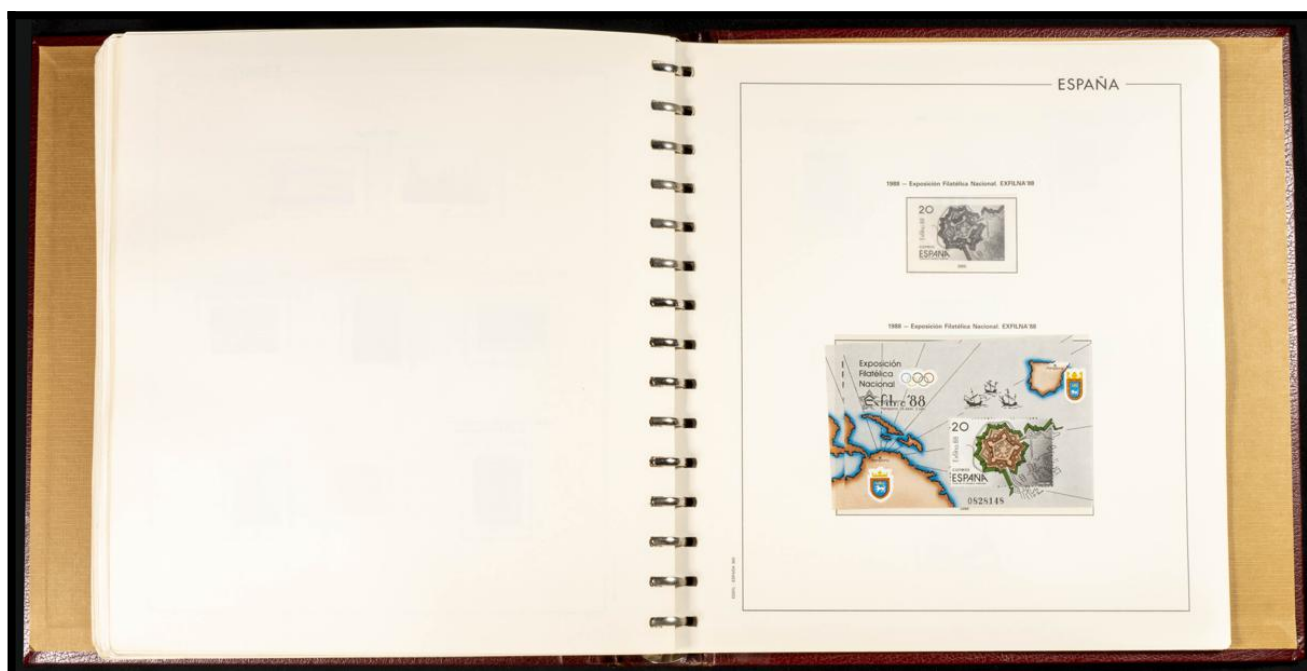 ESPAÑA
1988 — Exposición Filatélica Nacional. EXFILNA'88
20
ESPAÑA
1988 — Exposición Filatélica Nacional. EXFILNA'88
Exposición
Filatélica
Nacional
'88
20
CORREOS
ESPAÑA
0828148